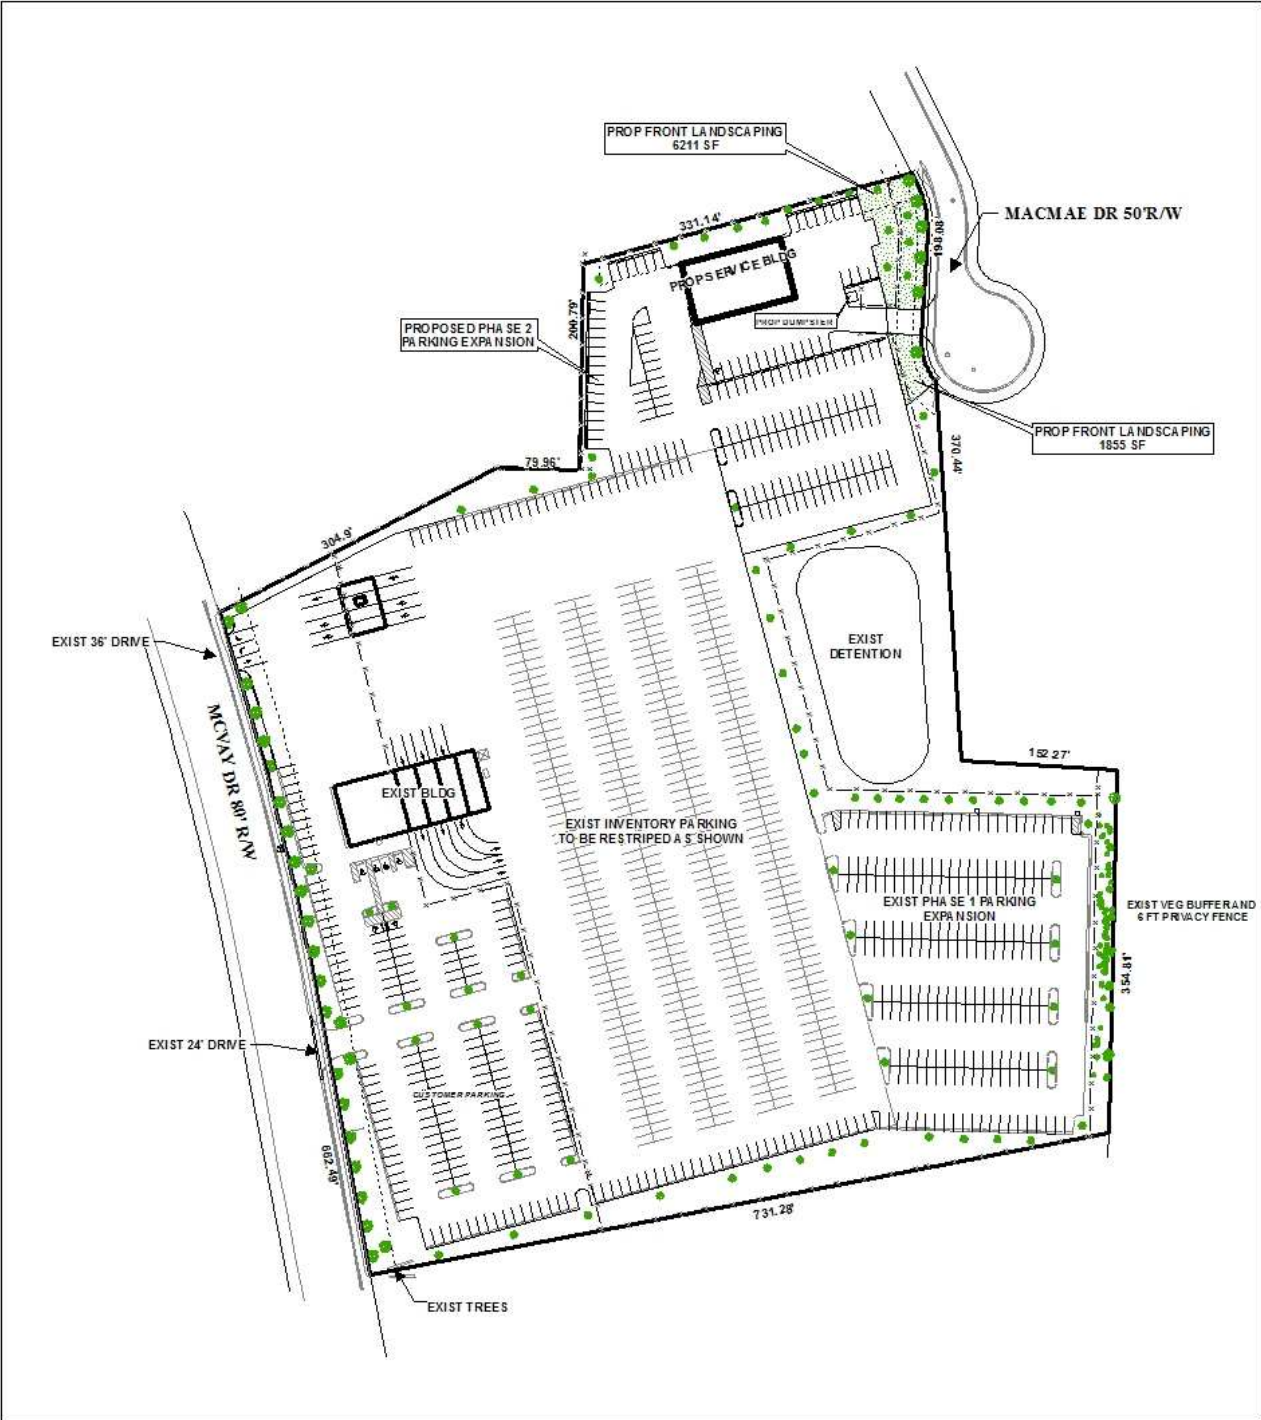 PROP FRONT LANDSCAPING
6211 SF
MACMAE DR 50'R/W
331.14'
198.08'
PROP SERVICE BLDG
200.79'
PROPOSED PHASE 2
PARKING EXPANSION
PROP DUMPSTER
PROP FRONT LANDSCAPING
1855 SF
370.44'
79.96'
304.9'
EXIST 36' DRIVE
EXIST
DETENTION
MCVAY DR 80' R/W
152.27'
EXIST BLDG
EXIST INVENTORY PARKING
TO BE RESTRIPED AS SHOWN
EXIST PHASE 1 PARKING
EXPANSION
EXIST VEG BUFFER AND
6 FT PRIVACY FENCE
354.81'
EXIST 24' DRIVE
CUSTOMER PARKING
662.49'
731.28'
EXIST TREES